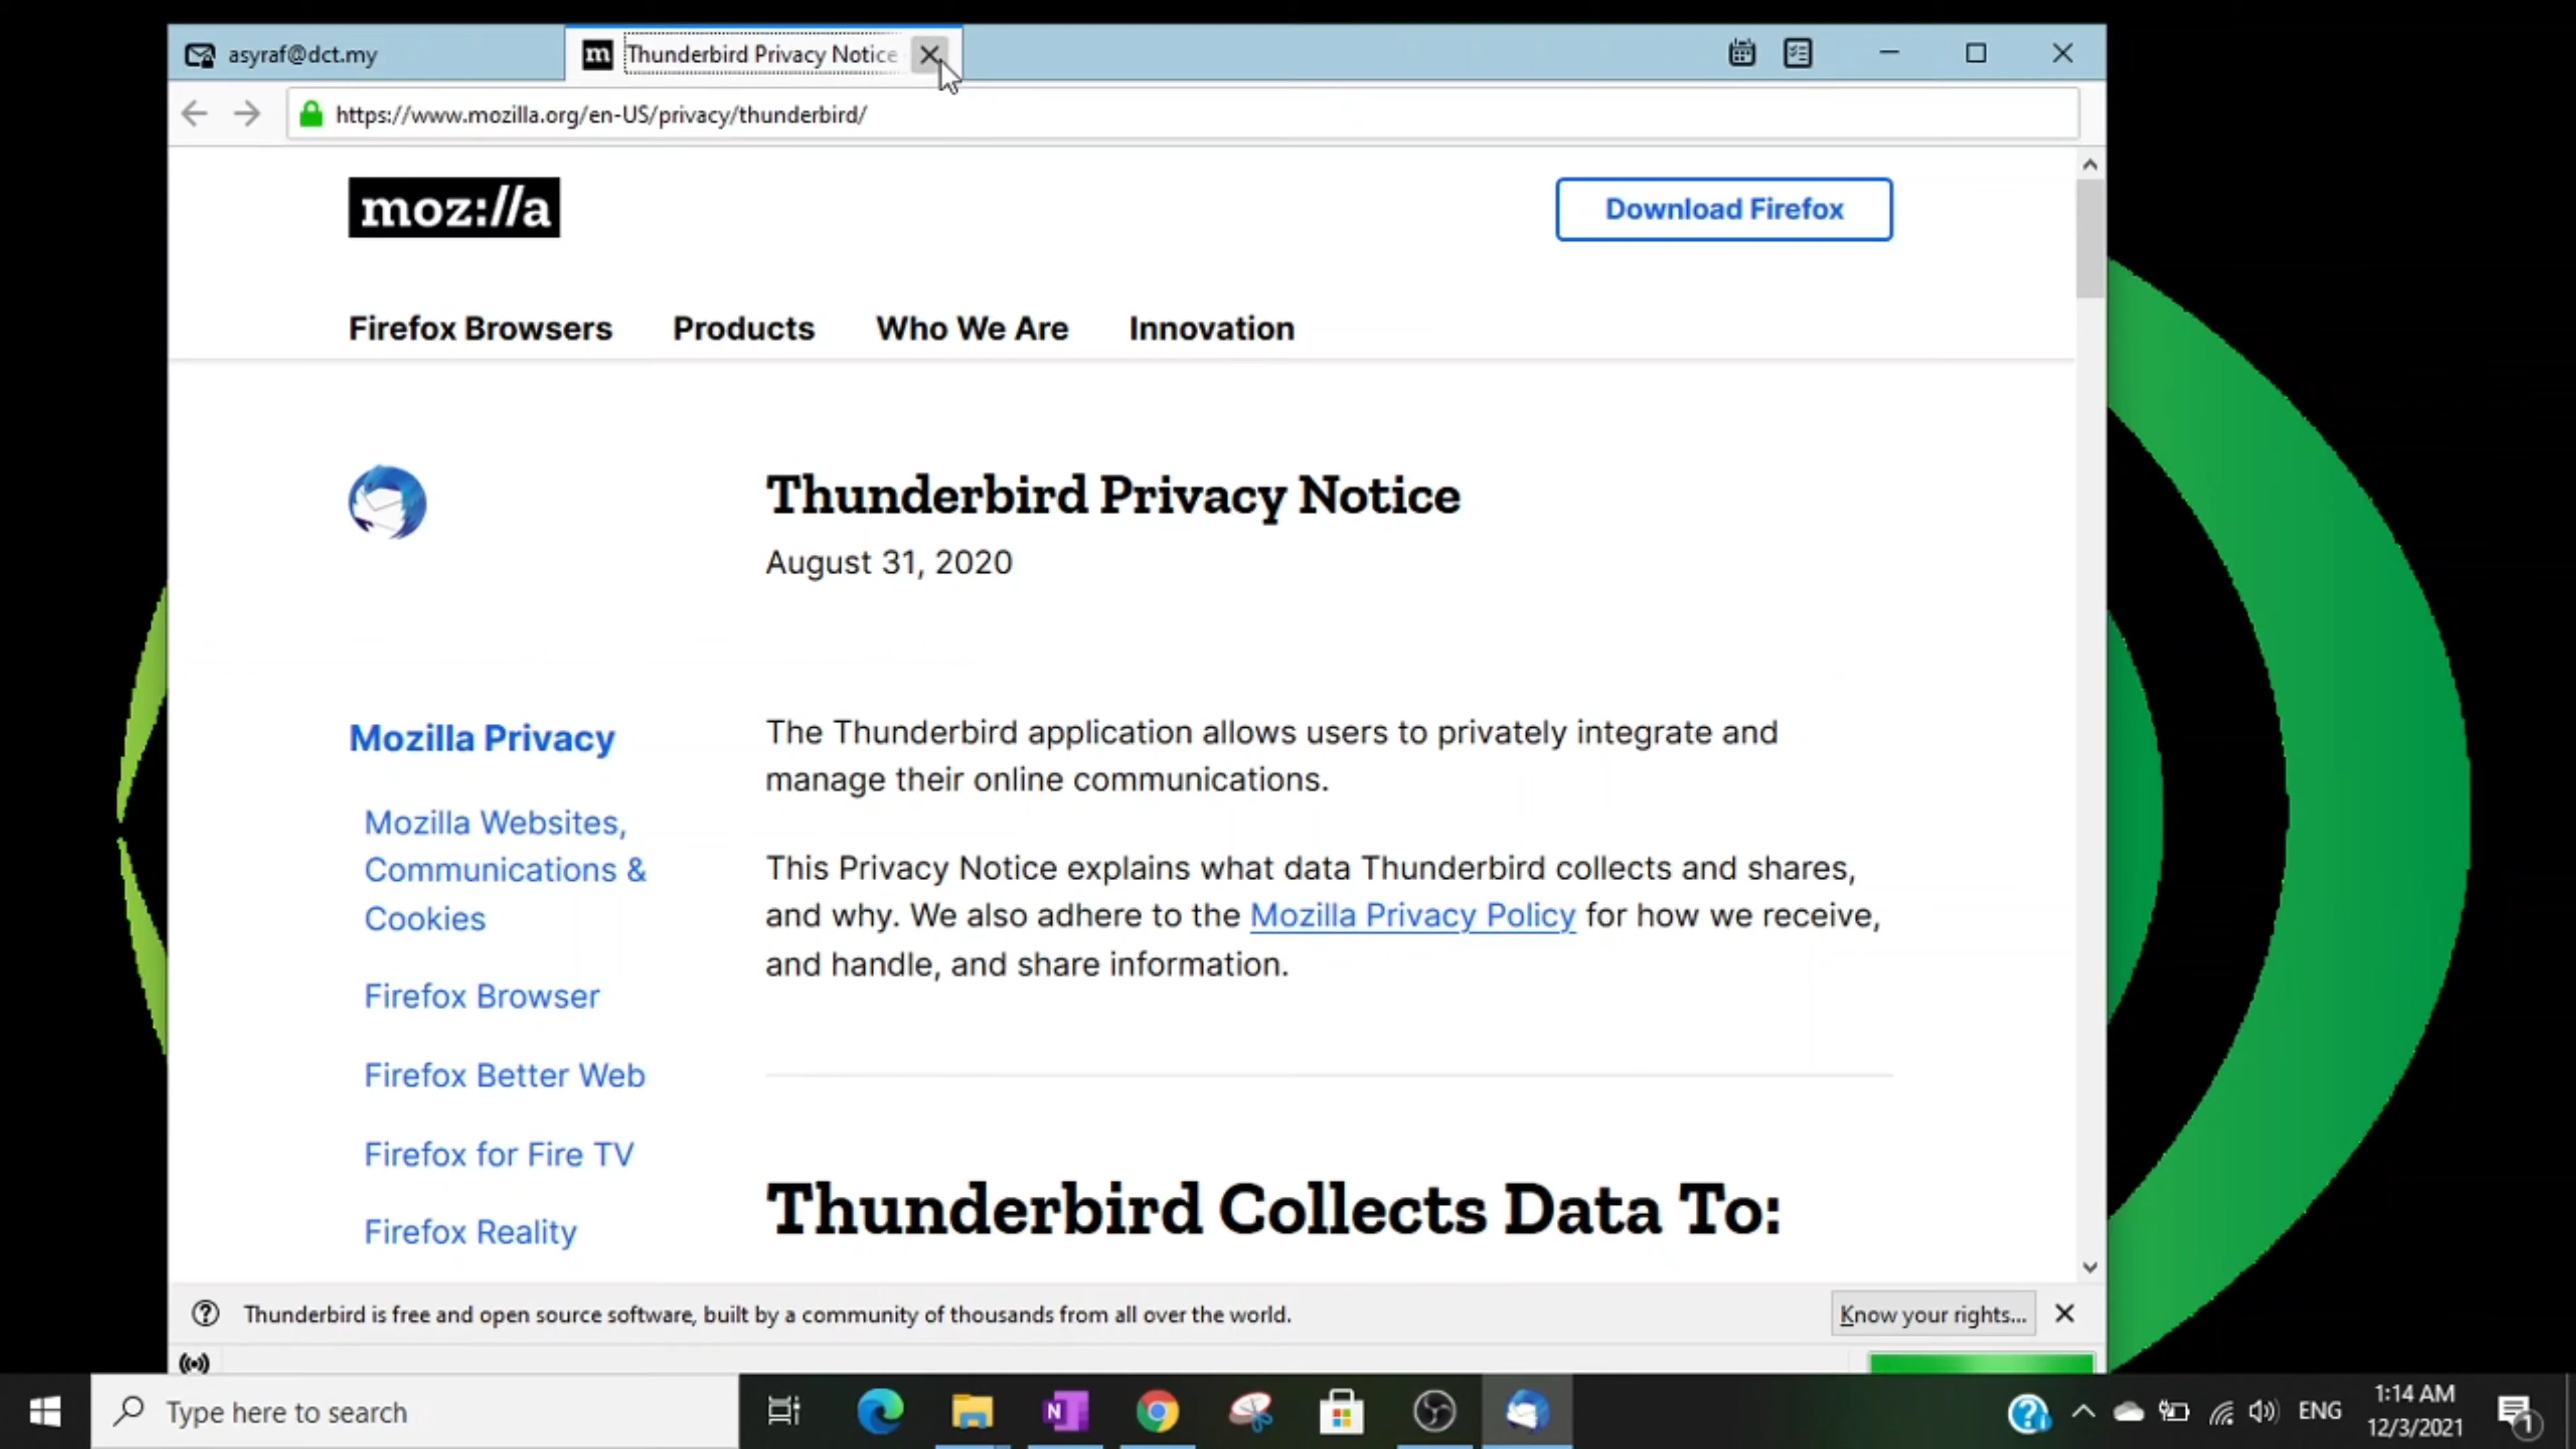 asyraf@dct.my
Thunderbird Privacy Notice
https://www.mozilla.org/en-US/privacy/thunderbird/
moz://a
Download Firefox
Firefox Browsers Products Who We Are Innovation
Thunderbird Privacy Notice
August 31, 2020
The Thunderbird application allows users to privately integrate and
manage their online communications.
This Privacy Notice explains what data Thunderbird collects and shares,
and why. We also adhere to the Mozilla Privacy Policy for how we receive,
and handle, and share information.
Thunderbird Collects Data To:
Mozilla Privacy
Mozilla Websites,
Communications &
Cookies
Firefox Browser
Firefox Better Web
Firefox for Fire TV
Firefox Reality
Thunderbird is free and open source software, built by a community of thousands from all over the world.
Know your rights...
Type here to search
ENG
1:14 AM
12/3/2021
1